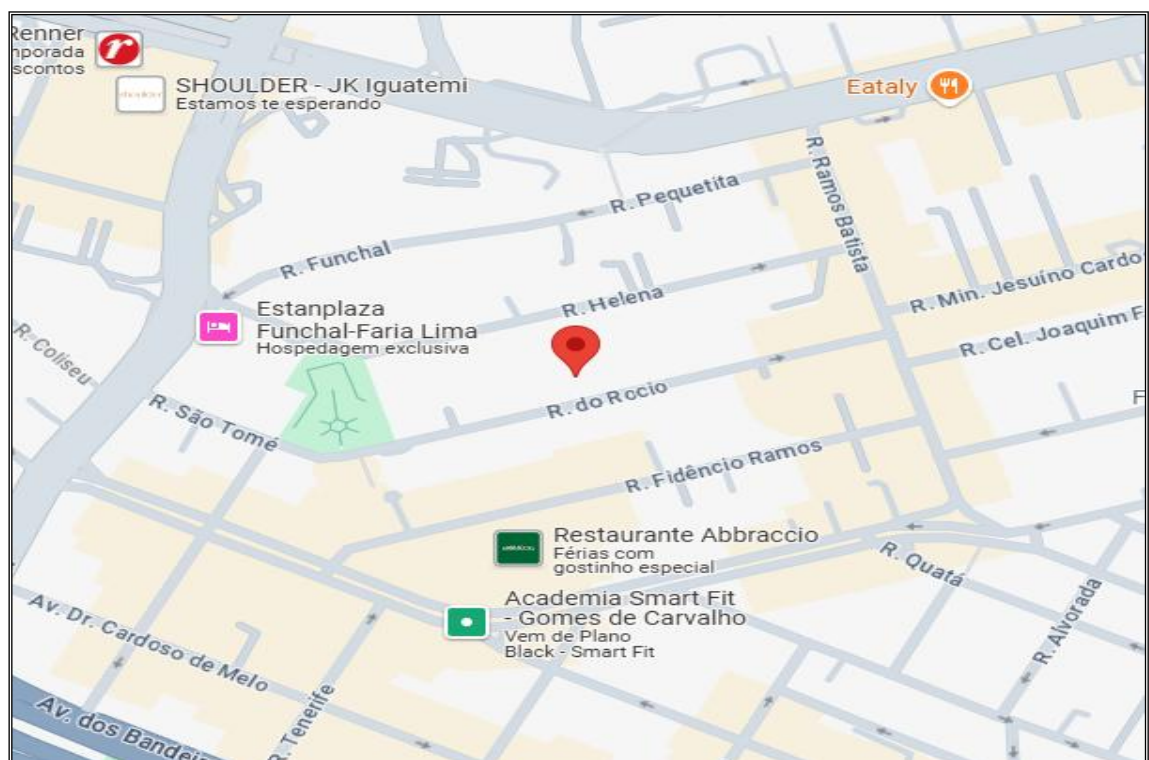 Renner
mporada
scontos
SHOULDER - JK Iguatemi
Estamos te esperando
Eataly
R. Ramos Batista
R. Pequetita
R. Funchal
R. Helena
R. Min. Jesuíno Cardo
R. Cel. Joaquim F
Estanplaza
Funchal-Faria Lima
Hospedagem exclusiva
R. Coliseu
R. do Rocio
F
R. São Tomé
R. Fidêncio Ramos
Restaurante Abbraccio
Férias com
gostinho especial
R. Quatá
Academia Smart Fit
- Gomes de Carvalho
Vem de Plano
Black - Smart Fit
R. Alvorada
Av. Dr. Cardoso de Melo
R. Tenerife
Av. dos Bandei